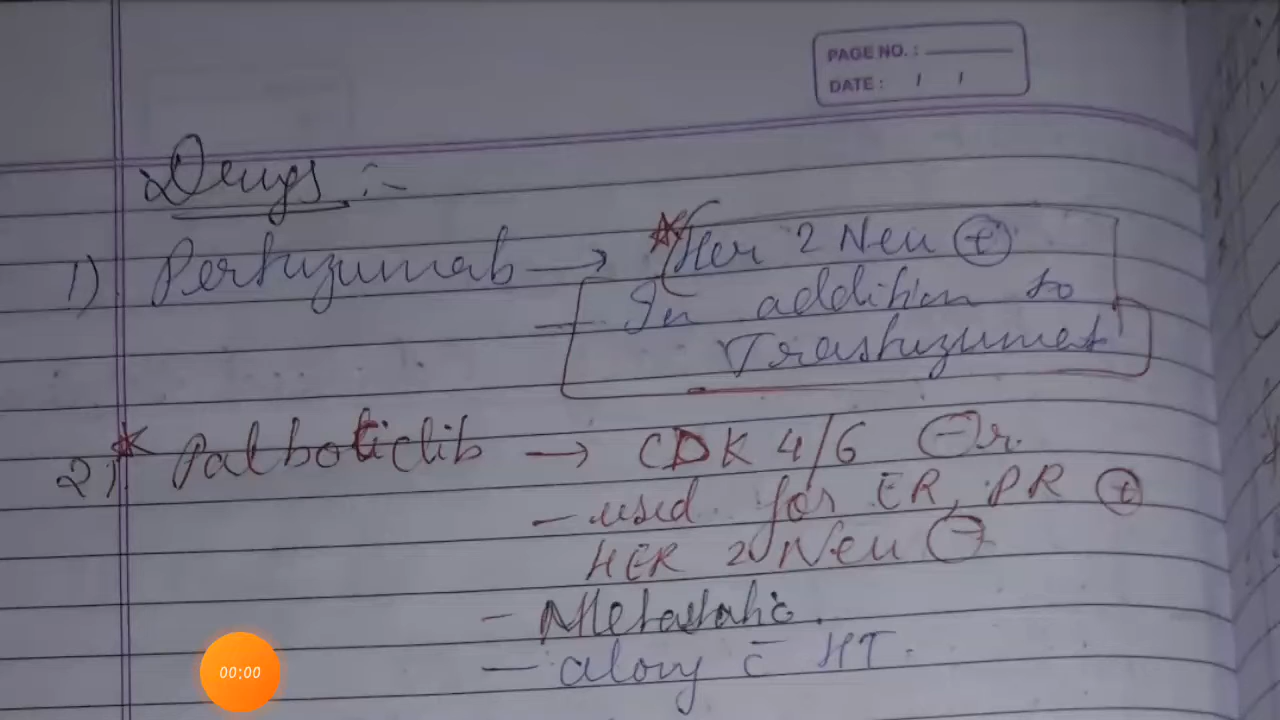 PAGE NO. :
DATE : / /
Drugs :-
1) Pertuzumab → ☆ Her 2 Neu ⊕
- In addition to
Trastuzumab
2) ☆ Palbociclib → CDK 4/6 ⊖r.
- used for ER, PR ⊕
HER 2 Neu ⊖
- Metastatic.
- along c̄ HT.
00:00